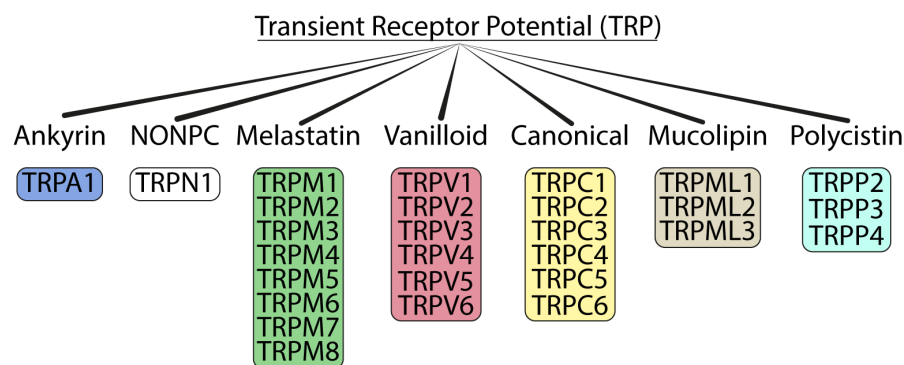 Transient Receptor Potential (TRP)
Ankyrin NONPC Melastatin Vanilloid Canonical Mucolipin Polycistin
TRPA1
TRPN1
TRPM1
TRPM2
TRPM3
TRPM4
TRPM5
TRPM6
TRPM7
TRPM8
TRPV1
TRPV2
TRPV3
TRPV4
TRPV5
TRPV6
TRPC1
TRPC2
TRPC3
TRPC4
TRPC5
TRPC6
TRPML1
TRPML2
TRPML3
TRPP2
TRPP3
TRPP4